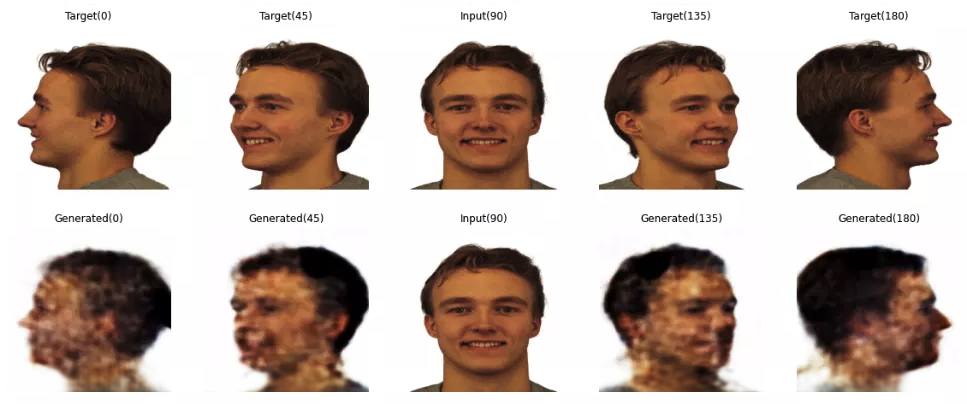 Target(0)
Target(45)
Input(90)
Target(135)
Target(180)
Generated(0)
Generated(45)
Input(90)
Generated(135)
Generated(180)